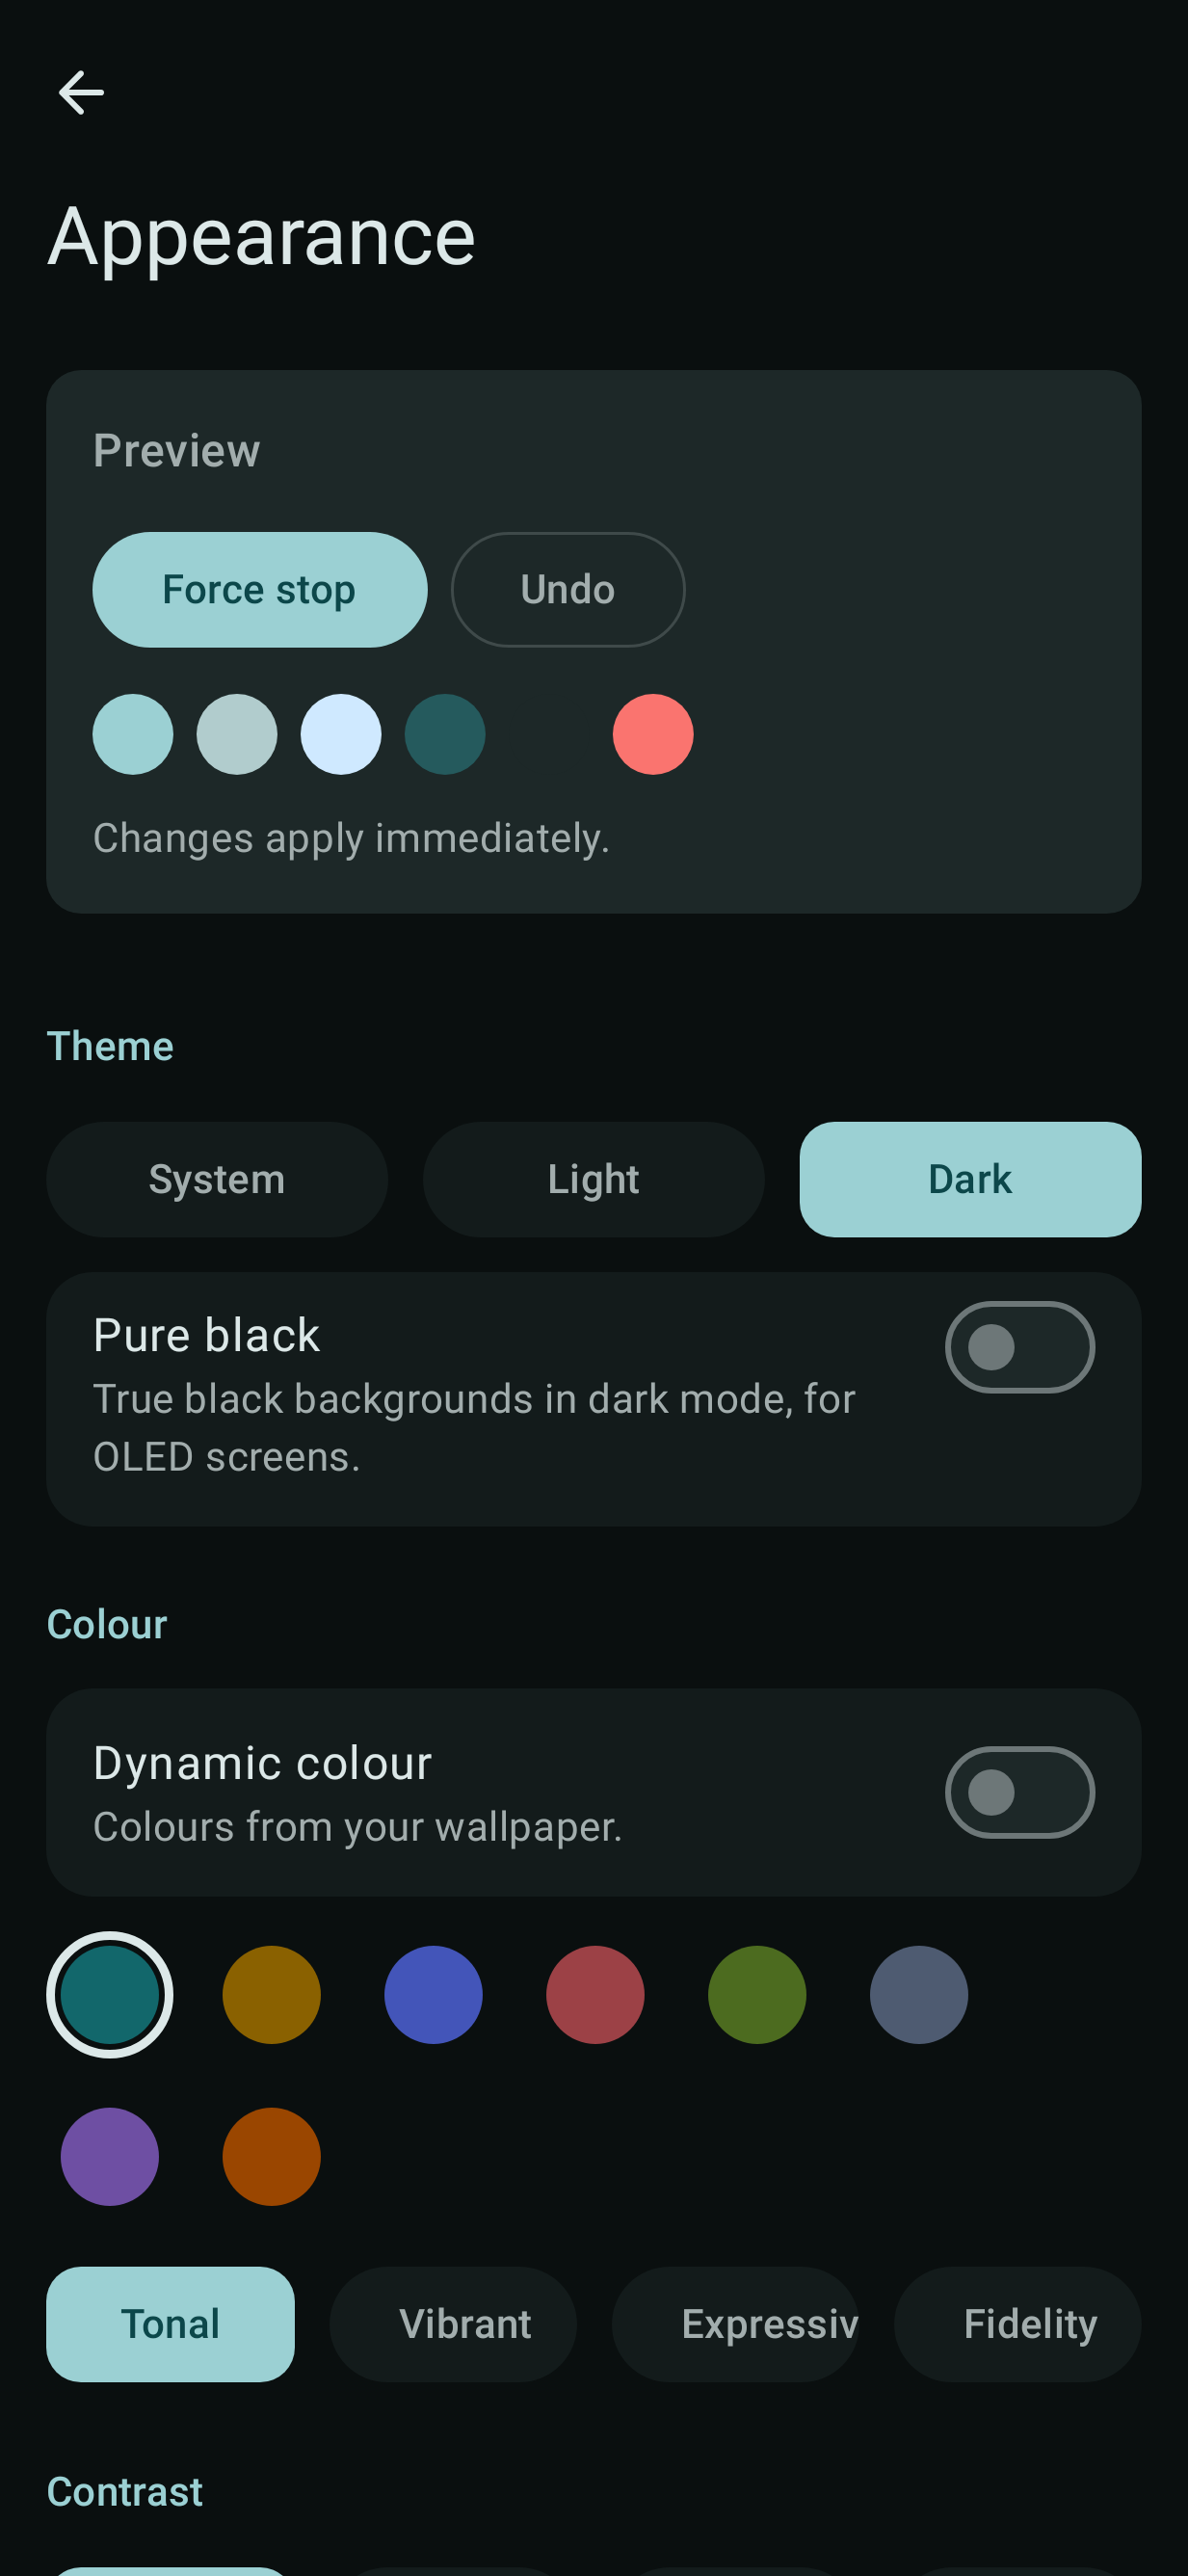 Appearance
Preview
Force stop
Undo
Changes apply immediately.
Theme
System
Light
Dark
Pure black
True black backgrounds in dark mode, for
OLED screens.
Colour
Dynamic colour
Colours from your wallpaper.
Tonal
Vibrant
Expressiv
Fidelity
Contrast